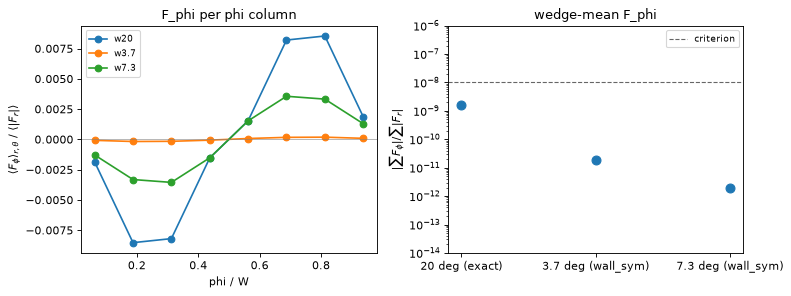 F_phi per phi column
0.0075
0.0050
0.0025
0.0000
−0.0025
−0.0050
−0.0075
⟨F_ϕ⟩_{r, θ} / ⟨|F_r|⟩
w20
w3.7
w7.3
0.2
0.4
0.6
0.8
phi / W
wedge-mean F_phi
10^{−6}
10^{−7}
10^{−8}
10^{−9}
10^{−10}
10^{−11}
10^{−12}
10^{−13}
10^{−14}
|∑F_ϕ|/∑|F_r|
criterion
20 deg (exact)
3.7 deg (wall_sym)
7.3 deg (wall_sym)